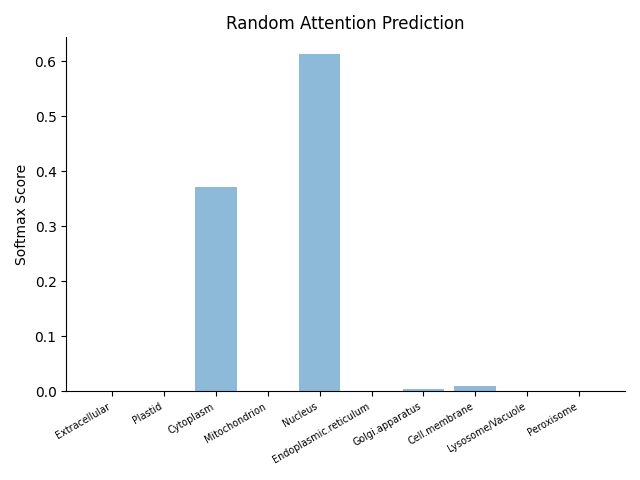 Random Attention Prediction
Softmax Score
0.6
0.5
0.4
0.3
0.2
0.1
0.0
Extracellular
Plastid
Cytoplasm
Mitochondrion
Nucleus
Endoplasmic.reticulum
Golgi.apparatus
Cell.membrane
Lysosome/Vacuole
Peroxisome